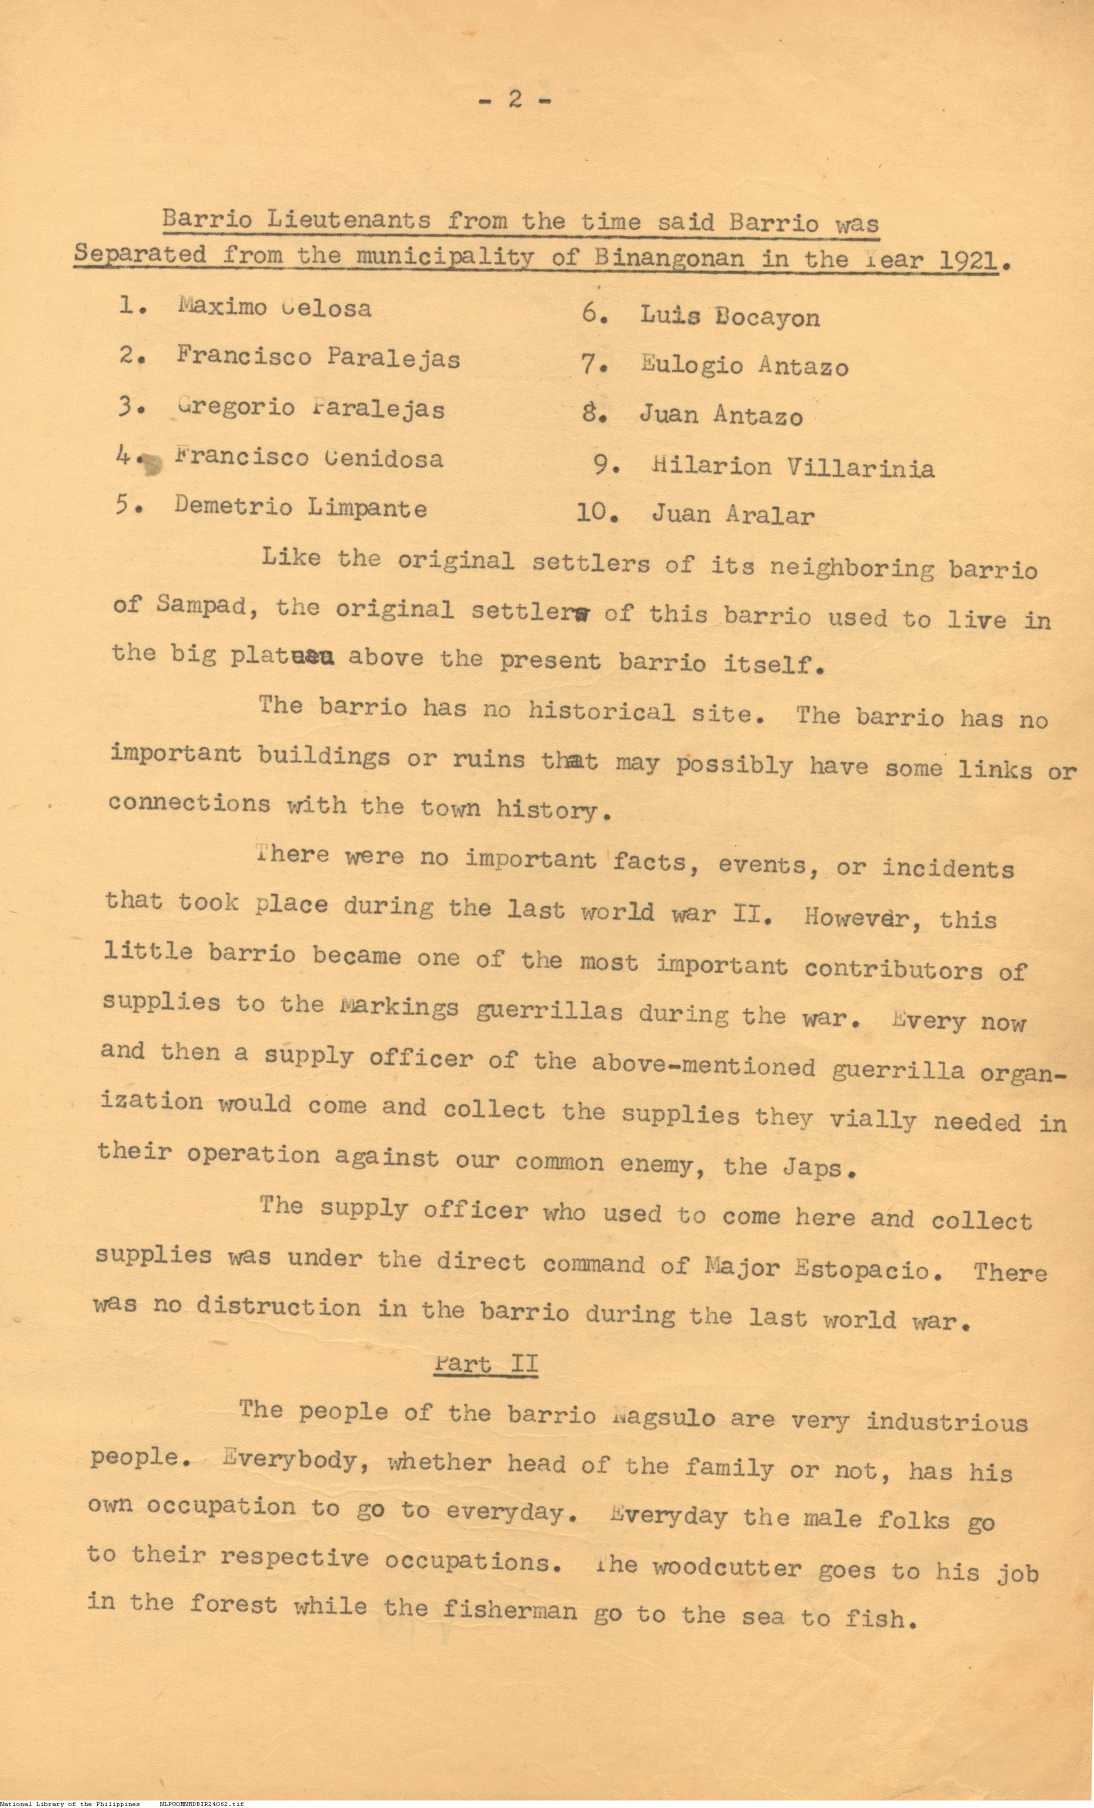 - 2 -
Barrio Lieutenants from the time said Barrio was
Separated from the municipality of Binangonan in the Year 1921.
1. Maximo Celosa
2. Francisco Paralejas
3. Gregorio Paralejas
4. Francisco Cenidosa
5. Demetrio Limpante
6. Luis Bocayon
7. Eulogio Antazo
8. Juan Antazo
9. Hilarion Villarinia
10. Juan Aralar
Like the original settlers of its neighboring barrio
of Sampad, the original settlers of this barrio used to live in
the big plateau above the present barrio itself.
The barrio has no historical site. The barrio has no
important buildings or ruins that may possibly have some links or
connections with the town history.
There were no important facts, events, or incidents
that took place during the last world war II. However, this
little barrio became one of the most important contributors of
supplies to the Markings guerrillas during the war. Every now
and then a supply officer of the above-mentioned guerrilla organ-
ization would come and collect the supplies they vially needed in
their operation against our common enemy, the Japs.
The supply officer who used to come here and collect
supplies was under the direct command of Major Estopacio. There
was no distruction in the barrio during the last world war.
Part II
The people of the barrio Nagsulo are very industrious
people. Everybody, whether head of the family or not, has his
own occupation to go to everyday. Everyday the male folks go
to their respective occupations. The woodcutter goes to his job
in the forest while the fisherman go to the sea to fish.
National Library of the Philippines